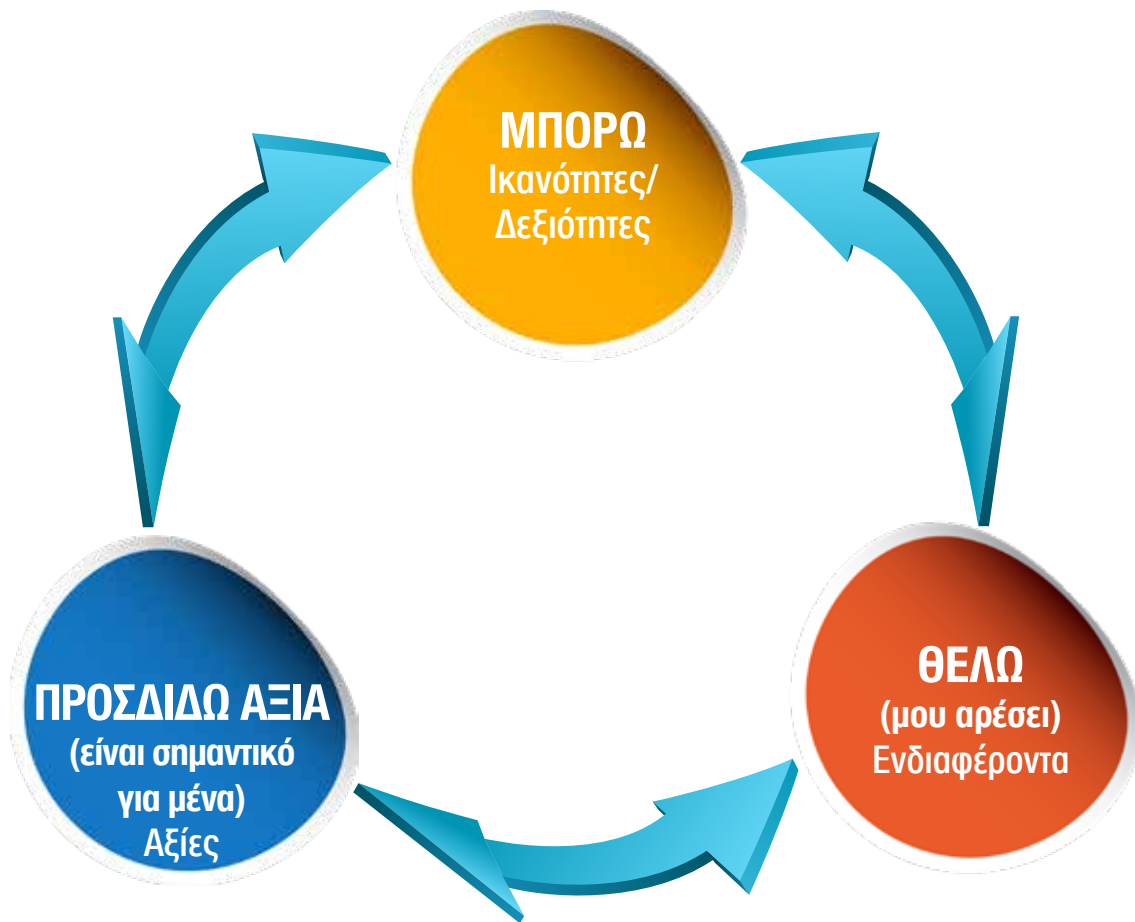 ΜΠΟΡΩ
Ικανότητες/
Δεξιότητες
ΠΡΟΣΔΙΔΩ ΑΞΙΑ
(είναι σημαντικό
για μένα)
Αξίες
ΘΕΛΩ
(μου αρέσει)
Ενδιαφέροντα